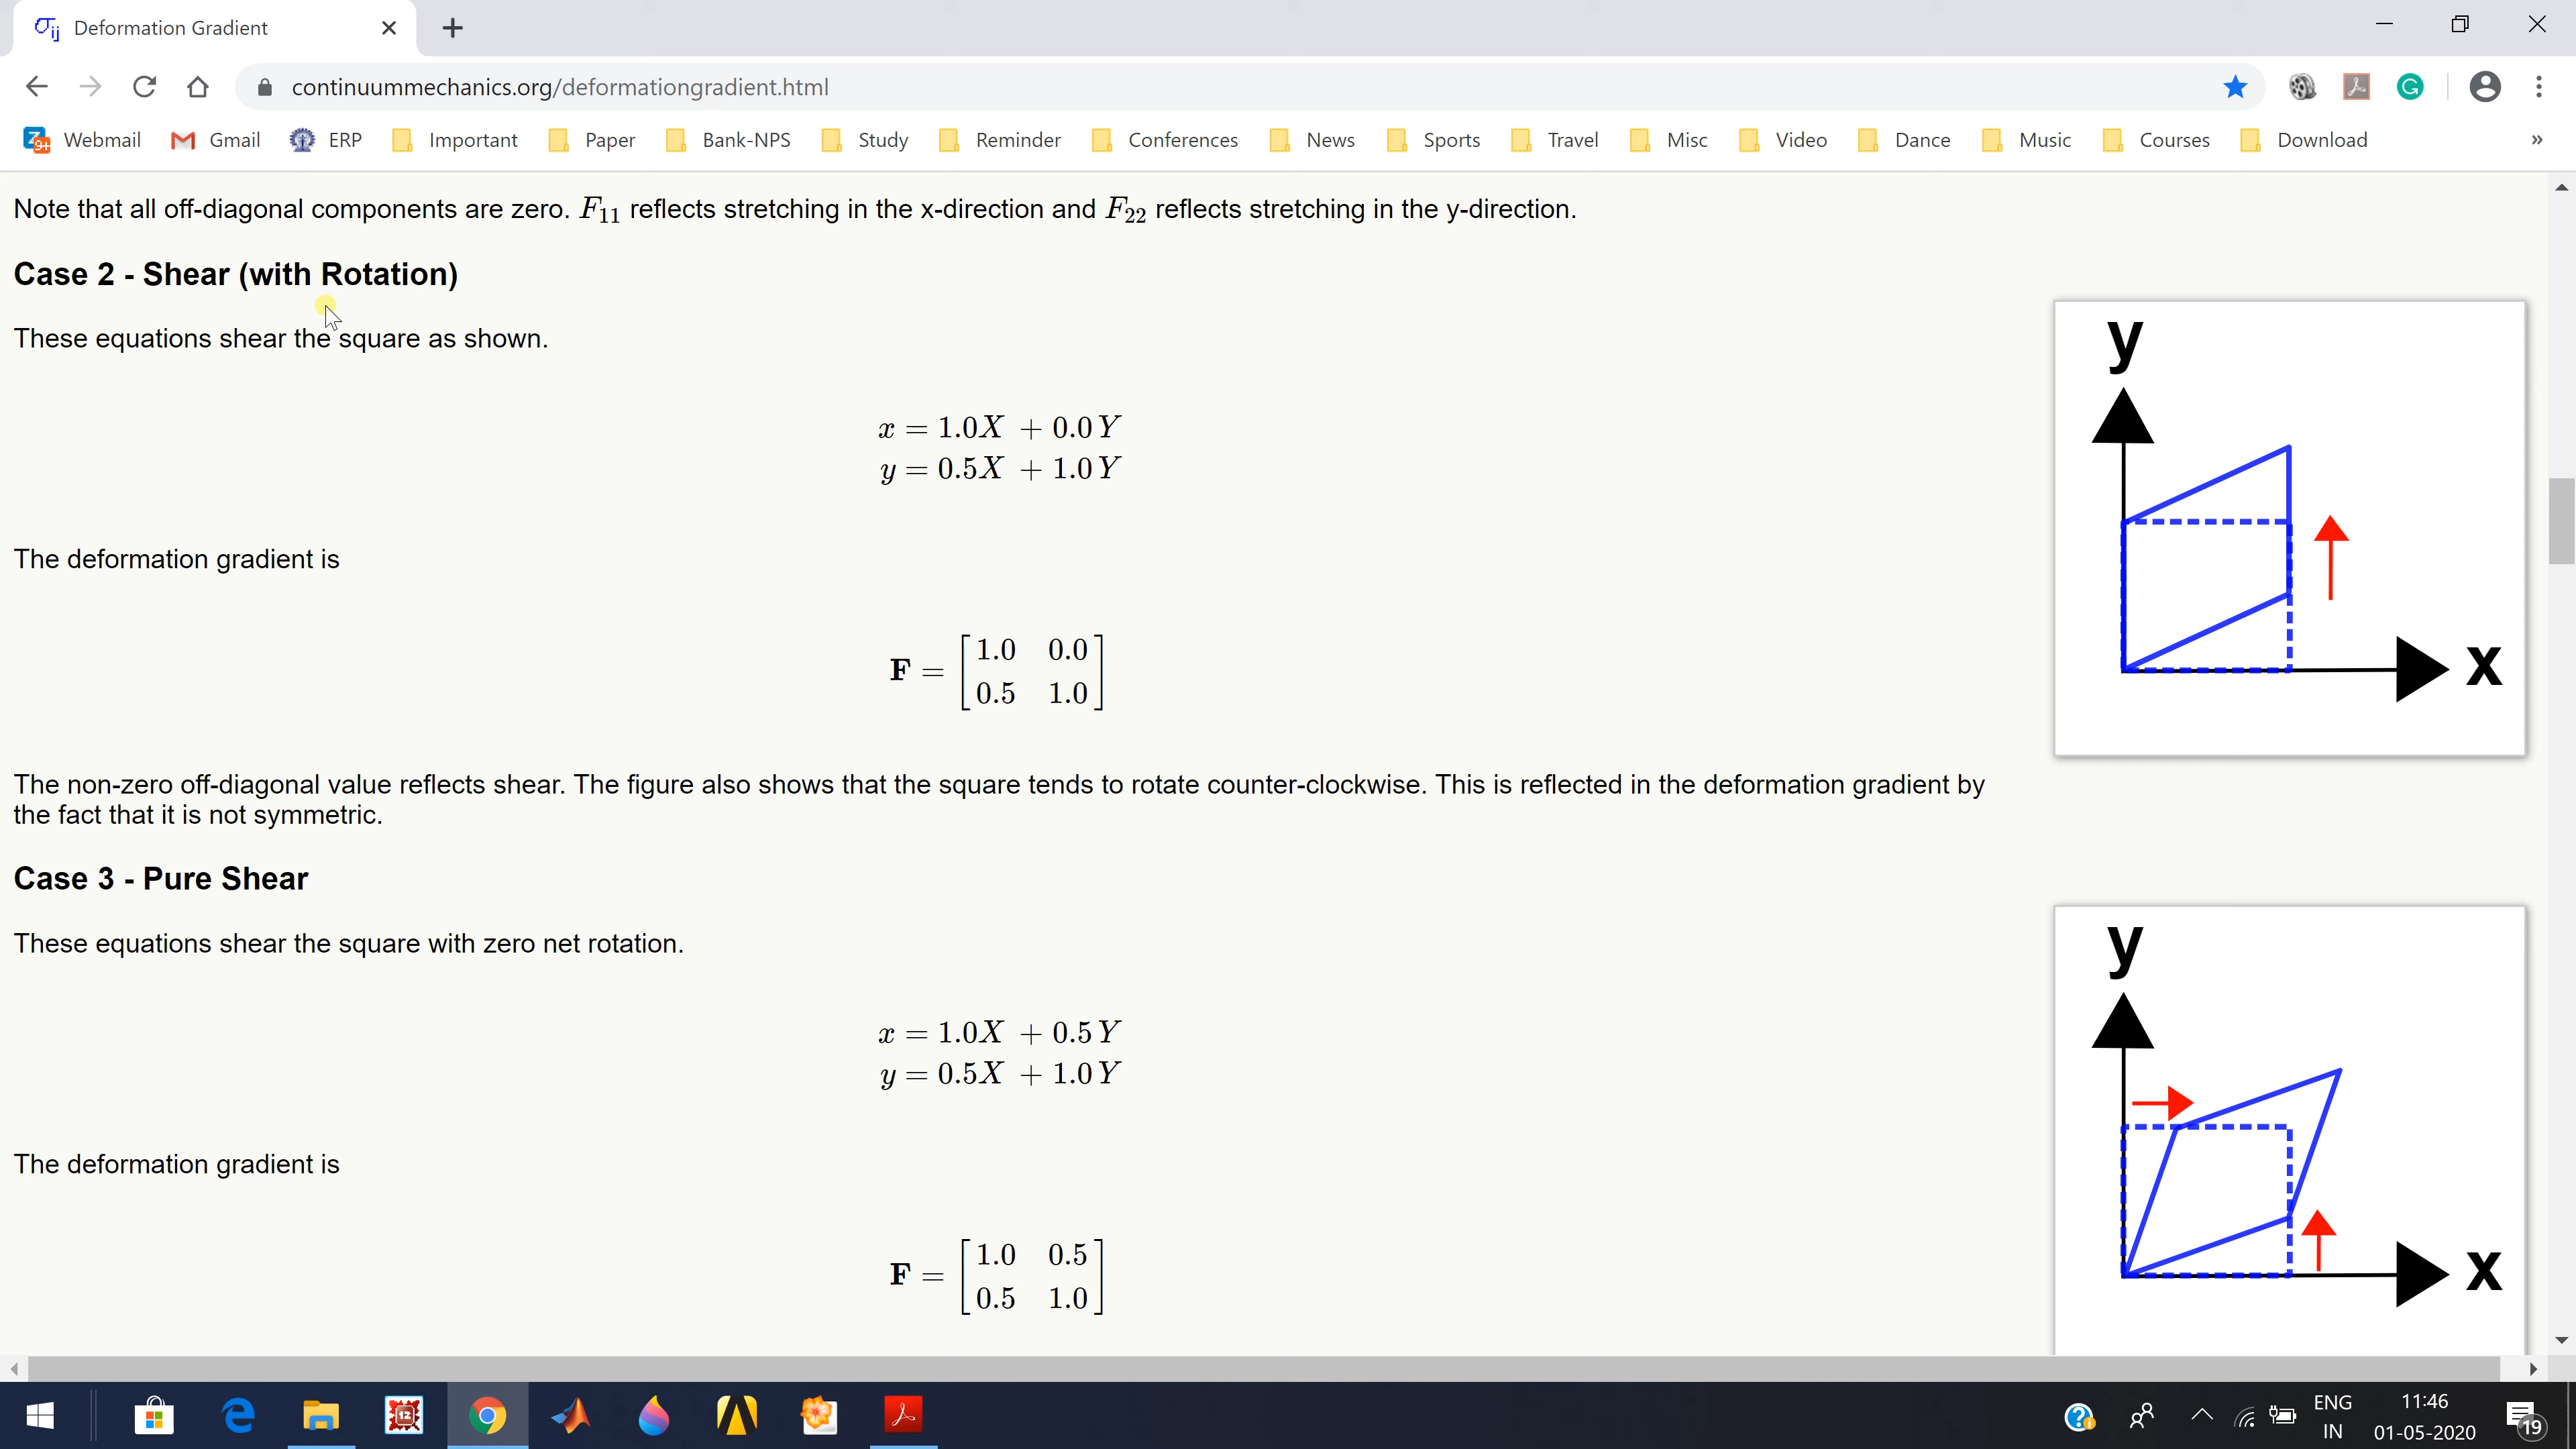 σij Deformation Gradient
continuummechanics.org/deformationgradient.html
9+ Webmail Gmail ERP Important Paper Bank-NPS Study Reminder Conferences News Sports Travel Misc Video Dance Music Courses Download »
Note that all off-diagonal components are zero. F11 reflects stretching in the x-direction and F22 reflects stretching in the y-direction.
Case 2 - Shear (with Rotation)
These equations shear the square as shown.
x = 1.0X + 0.0Y
y = 0.5X + 1.0Y
The deformation gradient is
F = [1.0 0.0
0.5 1.0]
y
x
The non-zero off-diagonal value reflects shear. The figure also shows that the square tends to rotate counter-clockwise. This is reflected in the deformation gradient by
the fact that it is not symmetric.
Case 3 - Pure Shear
These equations shear the square with zero net rotation.
x = 1.0X + 0.5Y
y = 0.5X + 1.0Y
The deformation gradient is
F = [1.0 0.5
0.5 1.0]
y
x
ENG
IN
11:46
01-05-2020
19